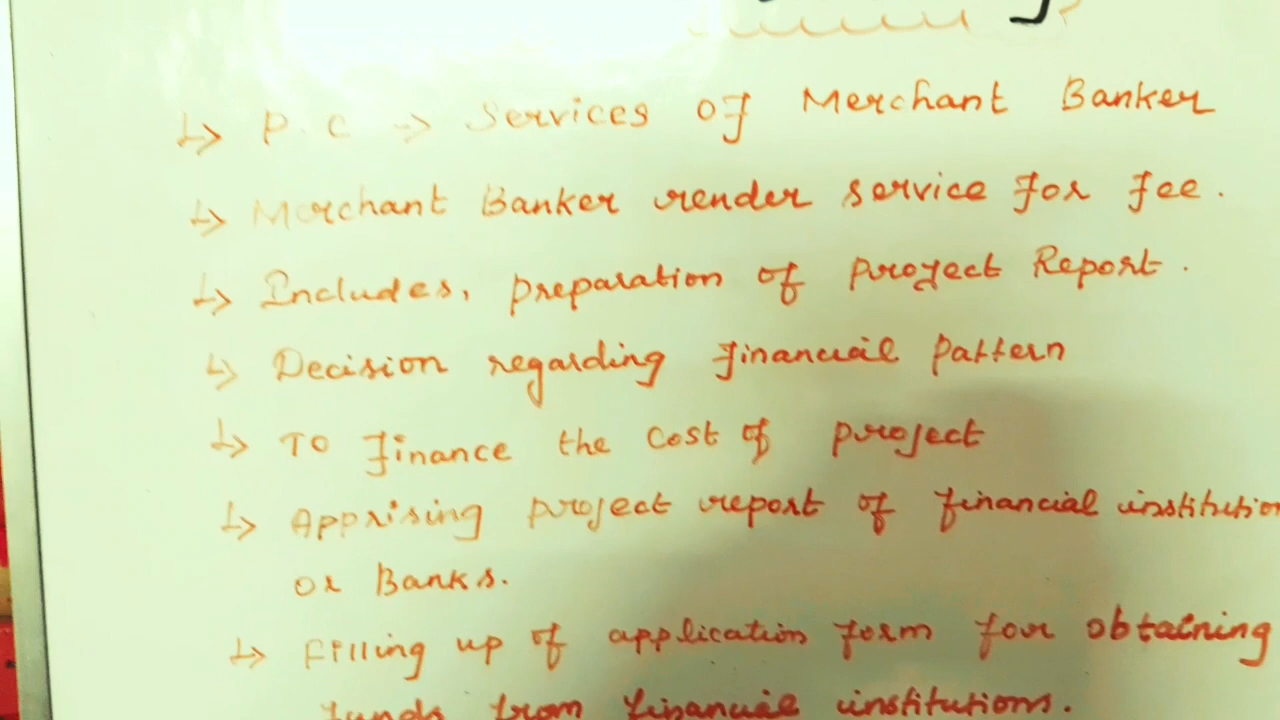 ↳ P.C → Services of Merchant Banker
↳ Merchant Banker render service for fee.
↳ Includes, preparation of project Report.
↳ Decision regarding financial pattern
↳ To finance the cost of project
↳ Apprising project report of financial institution
or Banks.
↳ Filling up of application form for obtaining
funds from financial institutions.